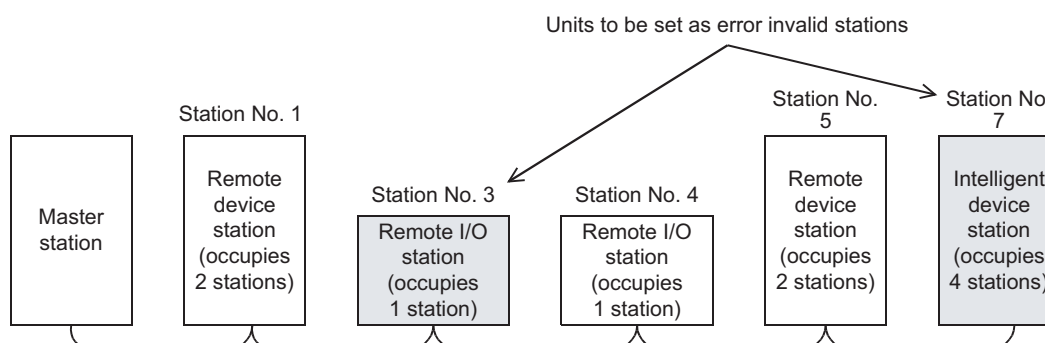 Units to be set as error invalid stations
Station No. 1
Station No. 3
Station No. 4
Station No.
5
Station No.
7
Master
station
Remote
device
station
(occupies
2 stations)
Remote I/O
station
(occupies
1 station)
Remote I/O
station
(occupies
1 station)
Remote
device
station
(occupies
2 stations)
Intelligent
device
station
(occupies
4 stations)